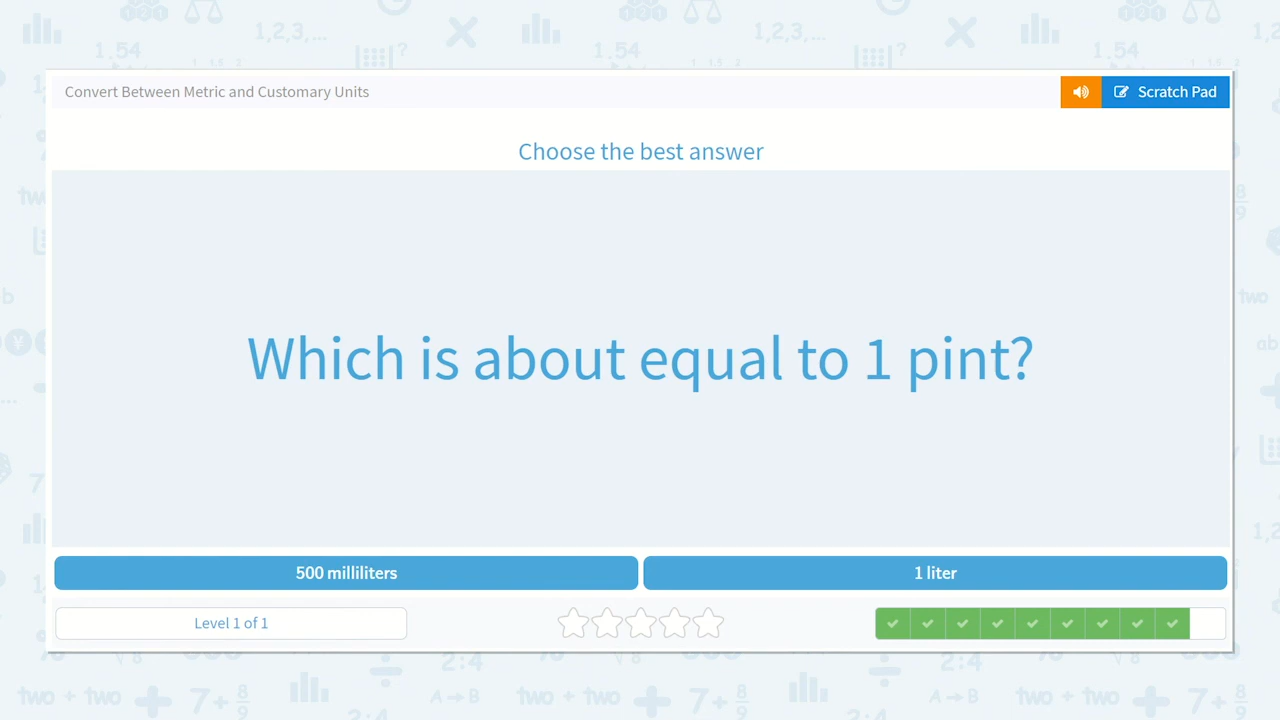 Convert Between Metric and Customary Units
Scratch Pad
Choose the best answer
Which is about equal to 1 pint?
500 milliliters
1 liter
Level 1 of 1